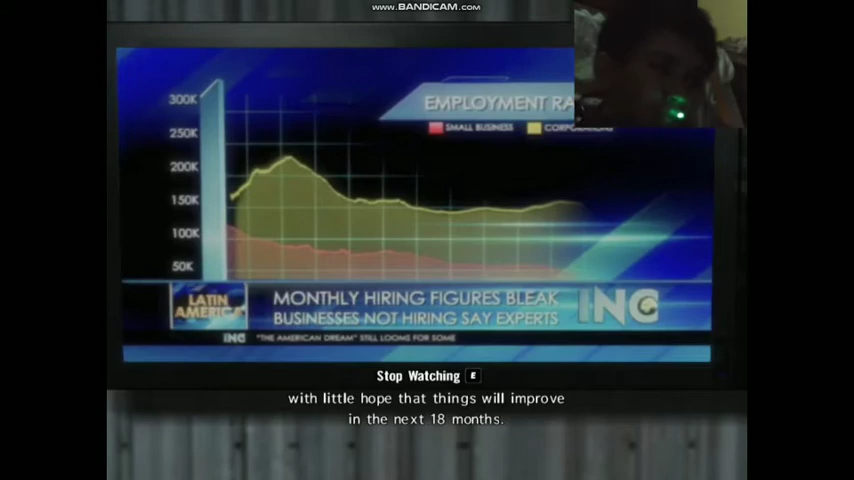 www.BANDICAM.com
300K
250K
200K
150K
100K
50K
EMPLOYMENT
SMALL BUSINESS
LATIN
AMERICA
MONTHLY HIRING FIGURES BLEAK
BUSINESSES NOT HIRING SAY EXPERTS
INC
INC "THE AMERICAN DREAM" STILL LOOMS FOR SOME
Stop Watching E
with little hope that things will improve
in the next 18 months.